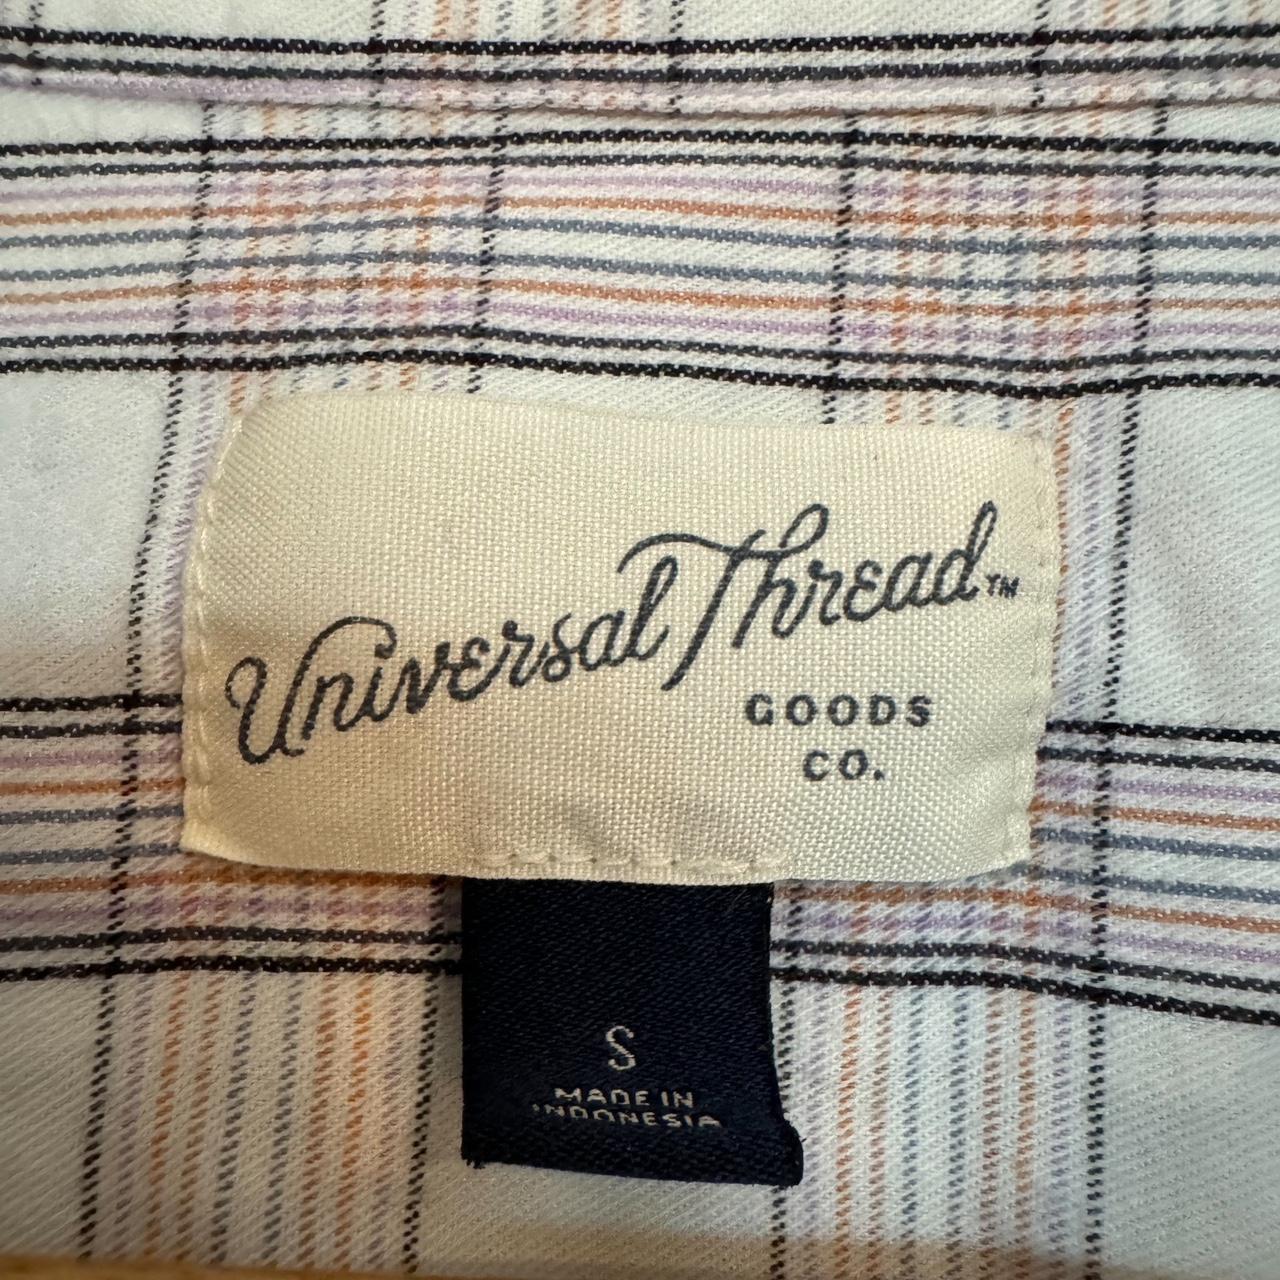 Universal Thread™
GOODS
CO.
S
MADE IN
INDONESIA